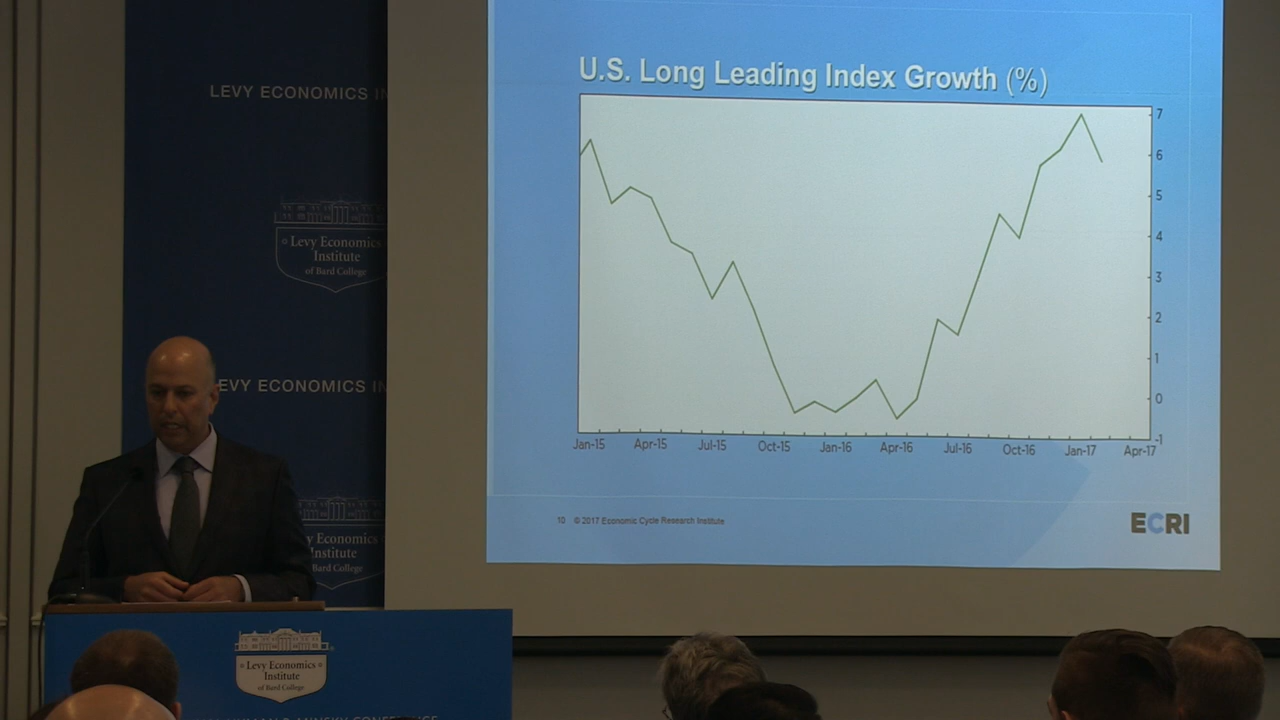 LEVY ECONOMICS IN
Levy Economics
Institute
of Bard College
EVY ECONOMICS IN
y Economics
Institute
Bard College
Levy Economics
Institute
of Bard College
MINSKY CONFERENCE
U.S. Long Leading Index Growth (%)
7
6
5
4
3
2
1
0
-1
Jan-15 Apr-15 Jul-15 Oct-15 Jan-16 Apr-16 Jul-16 Oct-16 Jan-17 Apr-17
10 © 2017 Economic Cycle Research Institute
ECRI